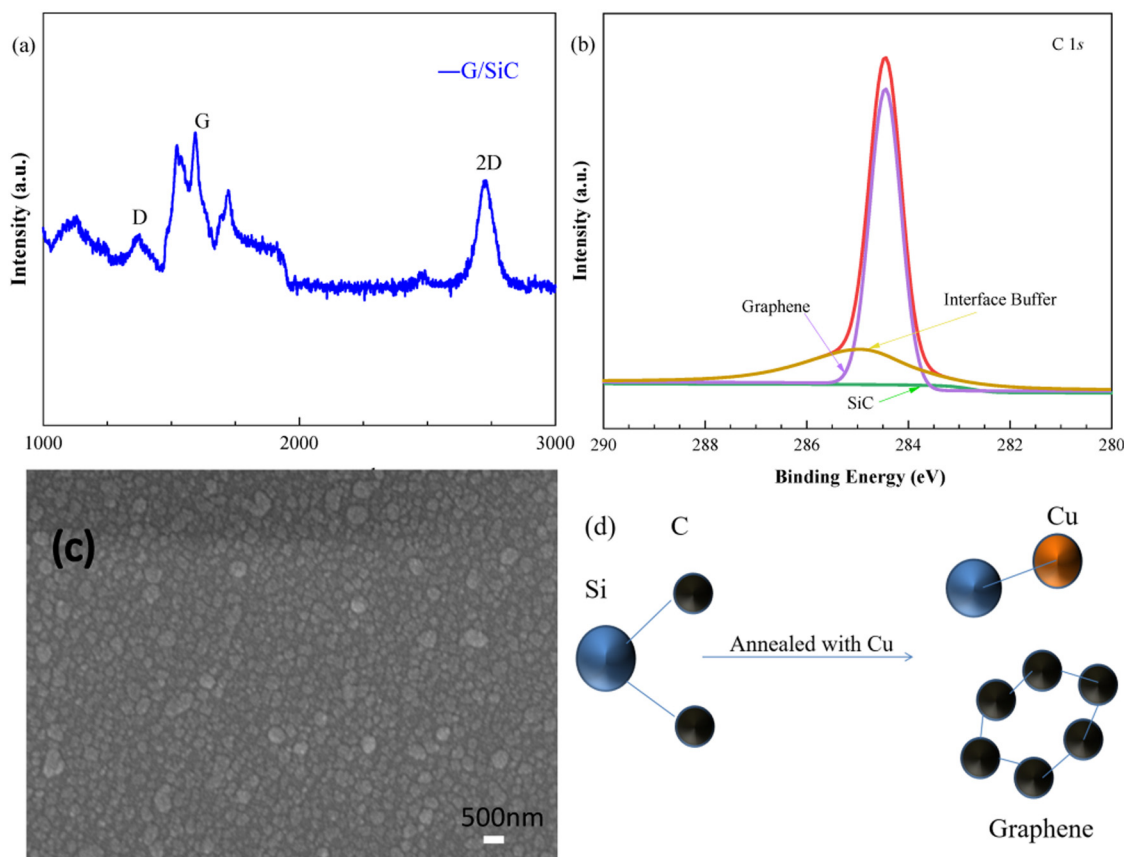 (a)
—G/SiC
G
D
2D
Intensity (a.u.)
1000
2000
3000
(b)
C 1s
Graphene
Interface Buffer
SiC
Intensity (a.u.)
290
288
286
284
282
280
Binding Energy (eV)
(c)
500nm
(d)
C
Si
Annealed with Cu
Cu
Graphene